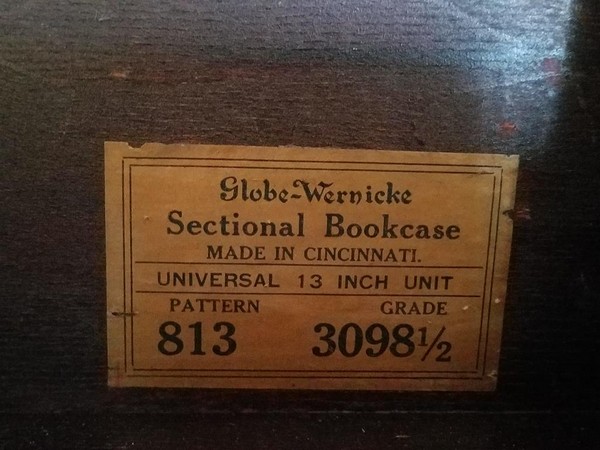 Globe-Wernicke
Sectional Bookcase
MADE IN CINCINNATI.
UNIVERSAL 13 INCH UNIT
PATTERN GRADE
813 3098½